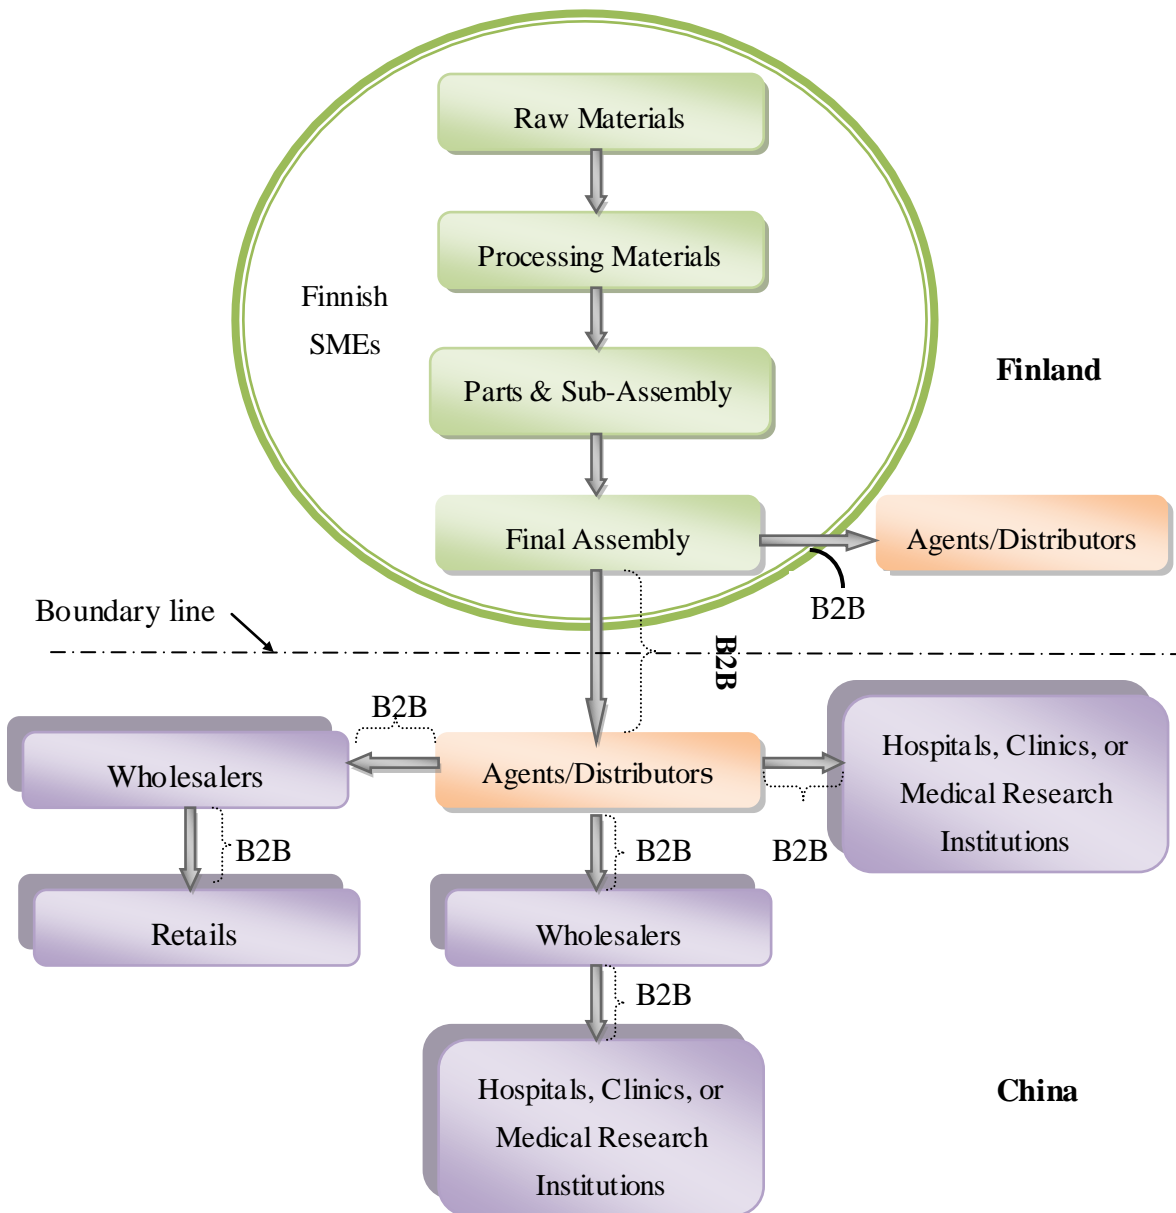 Raw Materials
Processing Materials
Finnish
SMEs
Parts & Sub-Assembly
Finland
Final Assembly
Agents/Distributors
B2B
Boundary line
B2B
B2B
Wholesalers
Agents/Distributors
Hospitals, Clinics, or
Medical Research
Institutions
B2B
B2B
B2B
Retails
Wholesalers
B2B
Hospitals, Clinics, or
Medical Research
Institutions
China